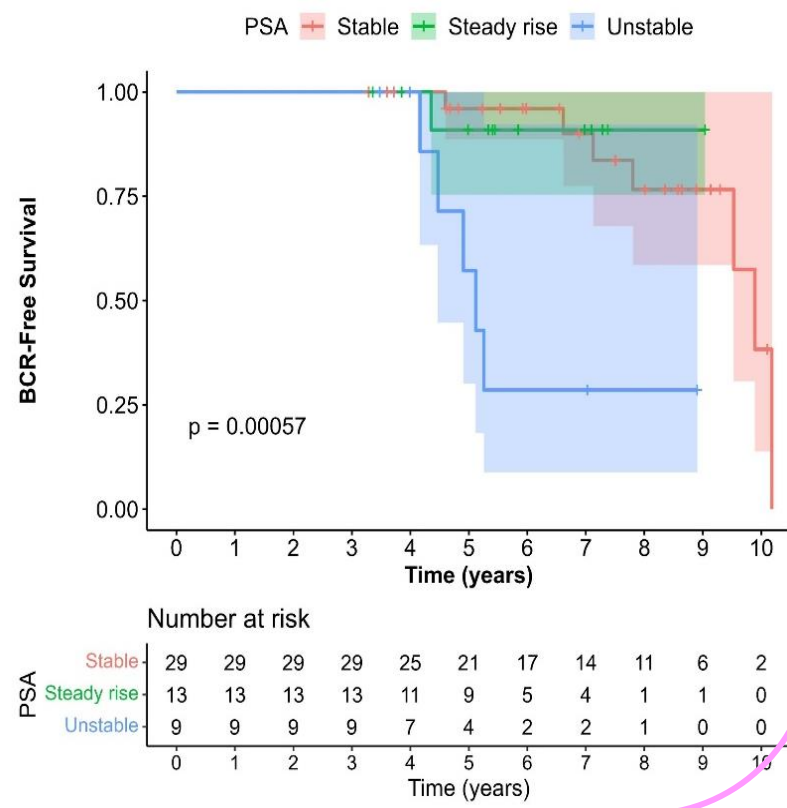 PSA Stable Steady rise Unstable
1.00
0.75
0.50
0.25
0.00
BCR-Free Survival
p = 0.00057
0 1 2 3 4 5 6 7 8 9 10
Time (years)
Number at risk
PSA
Stable 29 29 29 29 25 21 17 14 11 6 2
Steady rise 13 13 13 13 11 9 5 4 1 1 0
Unstable 9 9 9 9 7 4 2 2 1 0 0
0 1 2 3 4 5 6 7 8 9 10
Time (years)